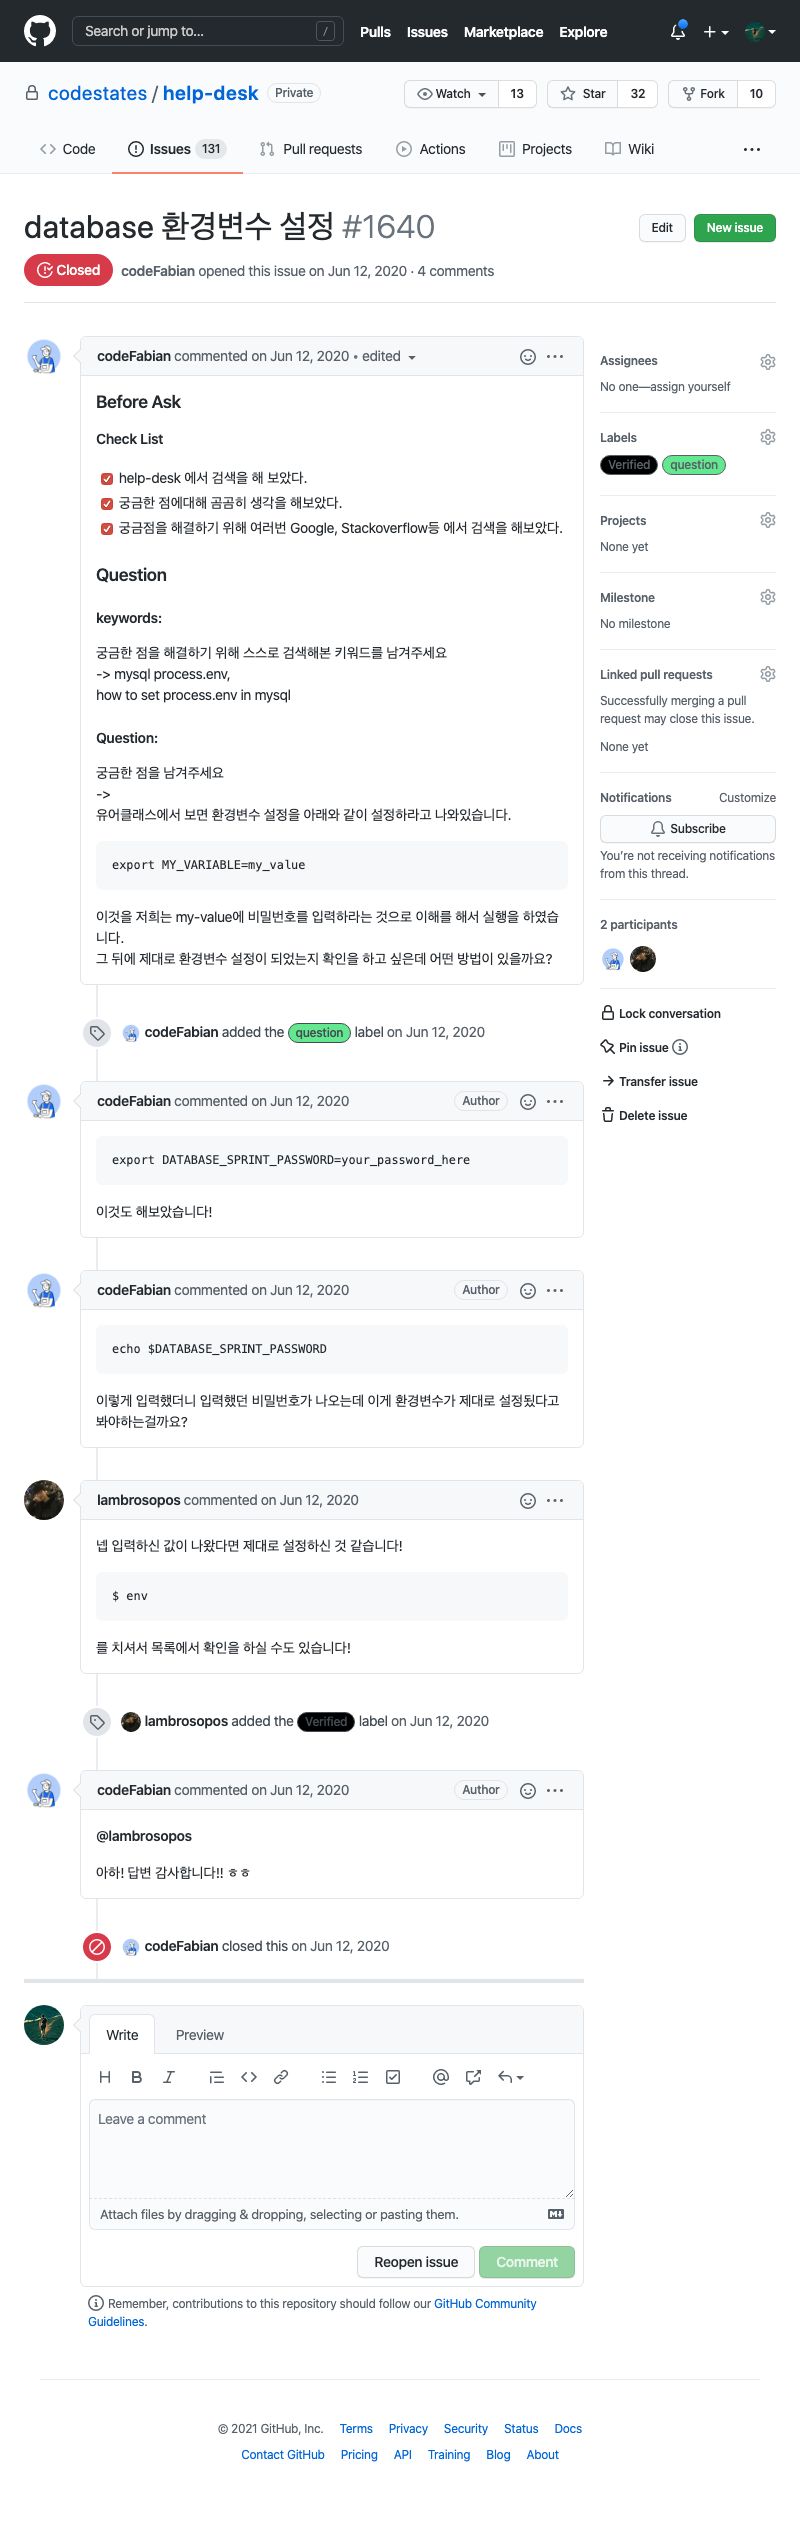 Search or jump to... /
Pulls Issues Marketplace Explore
codestates / help-desk Private
Watch 13 Star 32 Fork 10
Code Issues 131 Pull requests Actions Projects Wiki
database 환경변수 설정 #1640
Edit New issue
Closed codeFabian opened this issue on Jun 12, 2020 · 4 comments
codeFabian commented on Jun 12, 2020 • edited
Before Ask
Check List
help-desk 에서 검색을 해 보았다.
궁금한 점에대해 곰곰히 생각을 해보았다.
궁금점을 해결하기 위해 여러번 Google, Stackoverflow등 에서 검색을 해보았다.
Question
keywords:
궁금한 점을 해결하기 위해 스스로 검색해본 키워드를 남겨주세요
-> mysql process.env,
how to set process.env in mysql
Question:
궁금한 점을 남겨주세요
->
유어클래스에서 보면 환경변수 설정을 아래와 같이 설정하라고 나와있습니다.
export MY_VARIABLE=my_value
이것을 저희는 my-value에 비밀번호를 입력하라는 것으로 이해를 해서 실행을 하였습
니다.
그 뒤에 제대로 환경변수 설정이 되었는지 확인을 하고 싶은데 어떤 방법이 있을까요?
codeFabian added the question label on Jun 12, 2020
codeFabian commented on Jun 12, 2020 Author
export DATABASE_SPRINT_PASSWORD=your_password_here
이것도 해보았습니다!
codeFabian commented on Jun 12, 2020 Author
echo $DATABASE_SPRINT_PASSWORD
이렇게 입력했더니 입력했던 비밀번호가 나오는데 이게 환경변수가 제대로 설정됬다고
봐야하는걸까요?
lambrosopos commented on Jun 12, 2020
넵 입력하신 값이 나왔다면 제대로 설정하신 것 같습니다!
$ env
를 치셔서 목록에서 확인을 하실 수도 있습니다!
lambrosopos added the Verified label on Jun 12, 2020
codeFabian commented on Jun 12, 2020 Author
@lambrosopos
아하! 답변 감사합니다!! ㅎㅎ
codeFabian closed this on Jun 12, 2020
Write Preview
Leave a comment
Attach files by dragging & dropping, selecting or pasting them.
Reopen issue Comment
Remember, contributions to this repository should follow our GitHub Community
Guidelines.
Assignees
No one—assign yourself
Labels
Verified question
Projects
None yet
Milestone
No milestone
Linked pull requests
Successfully merging a pull
request may close this issue.
None yet
Notifications Customize
Subscribe
You're not receiving notifications
from this thread.
2 participants
Lock conversation
Pin issue
Transfer issue
Delete issue
© 2021 GitHub, Inc. Terms Privacy Security Status Docs
Contact GitHub Pricing API Training Blog About